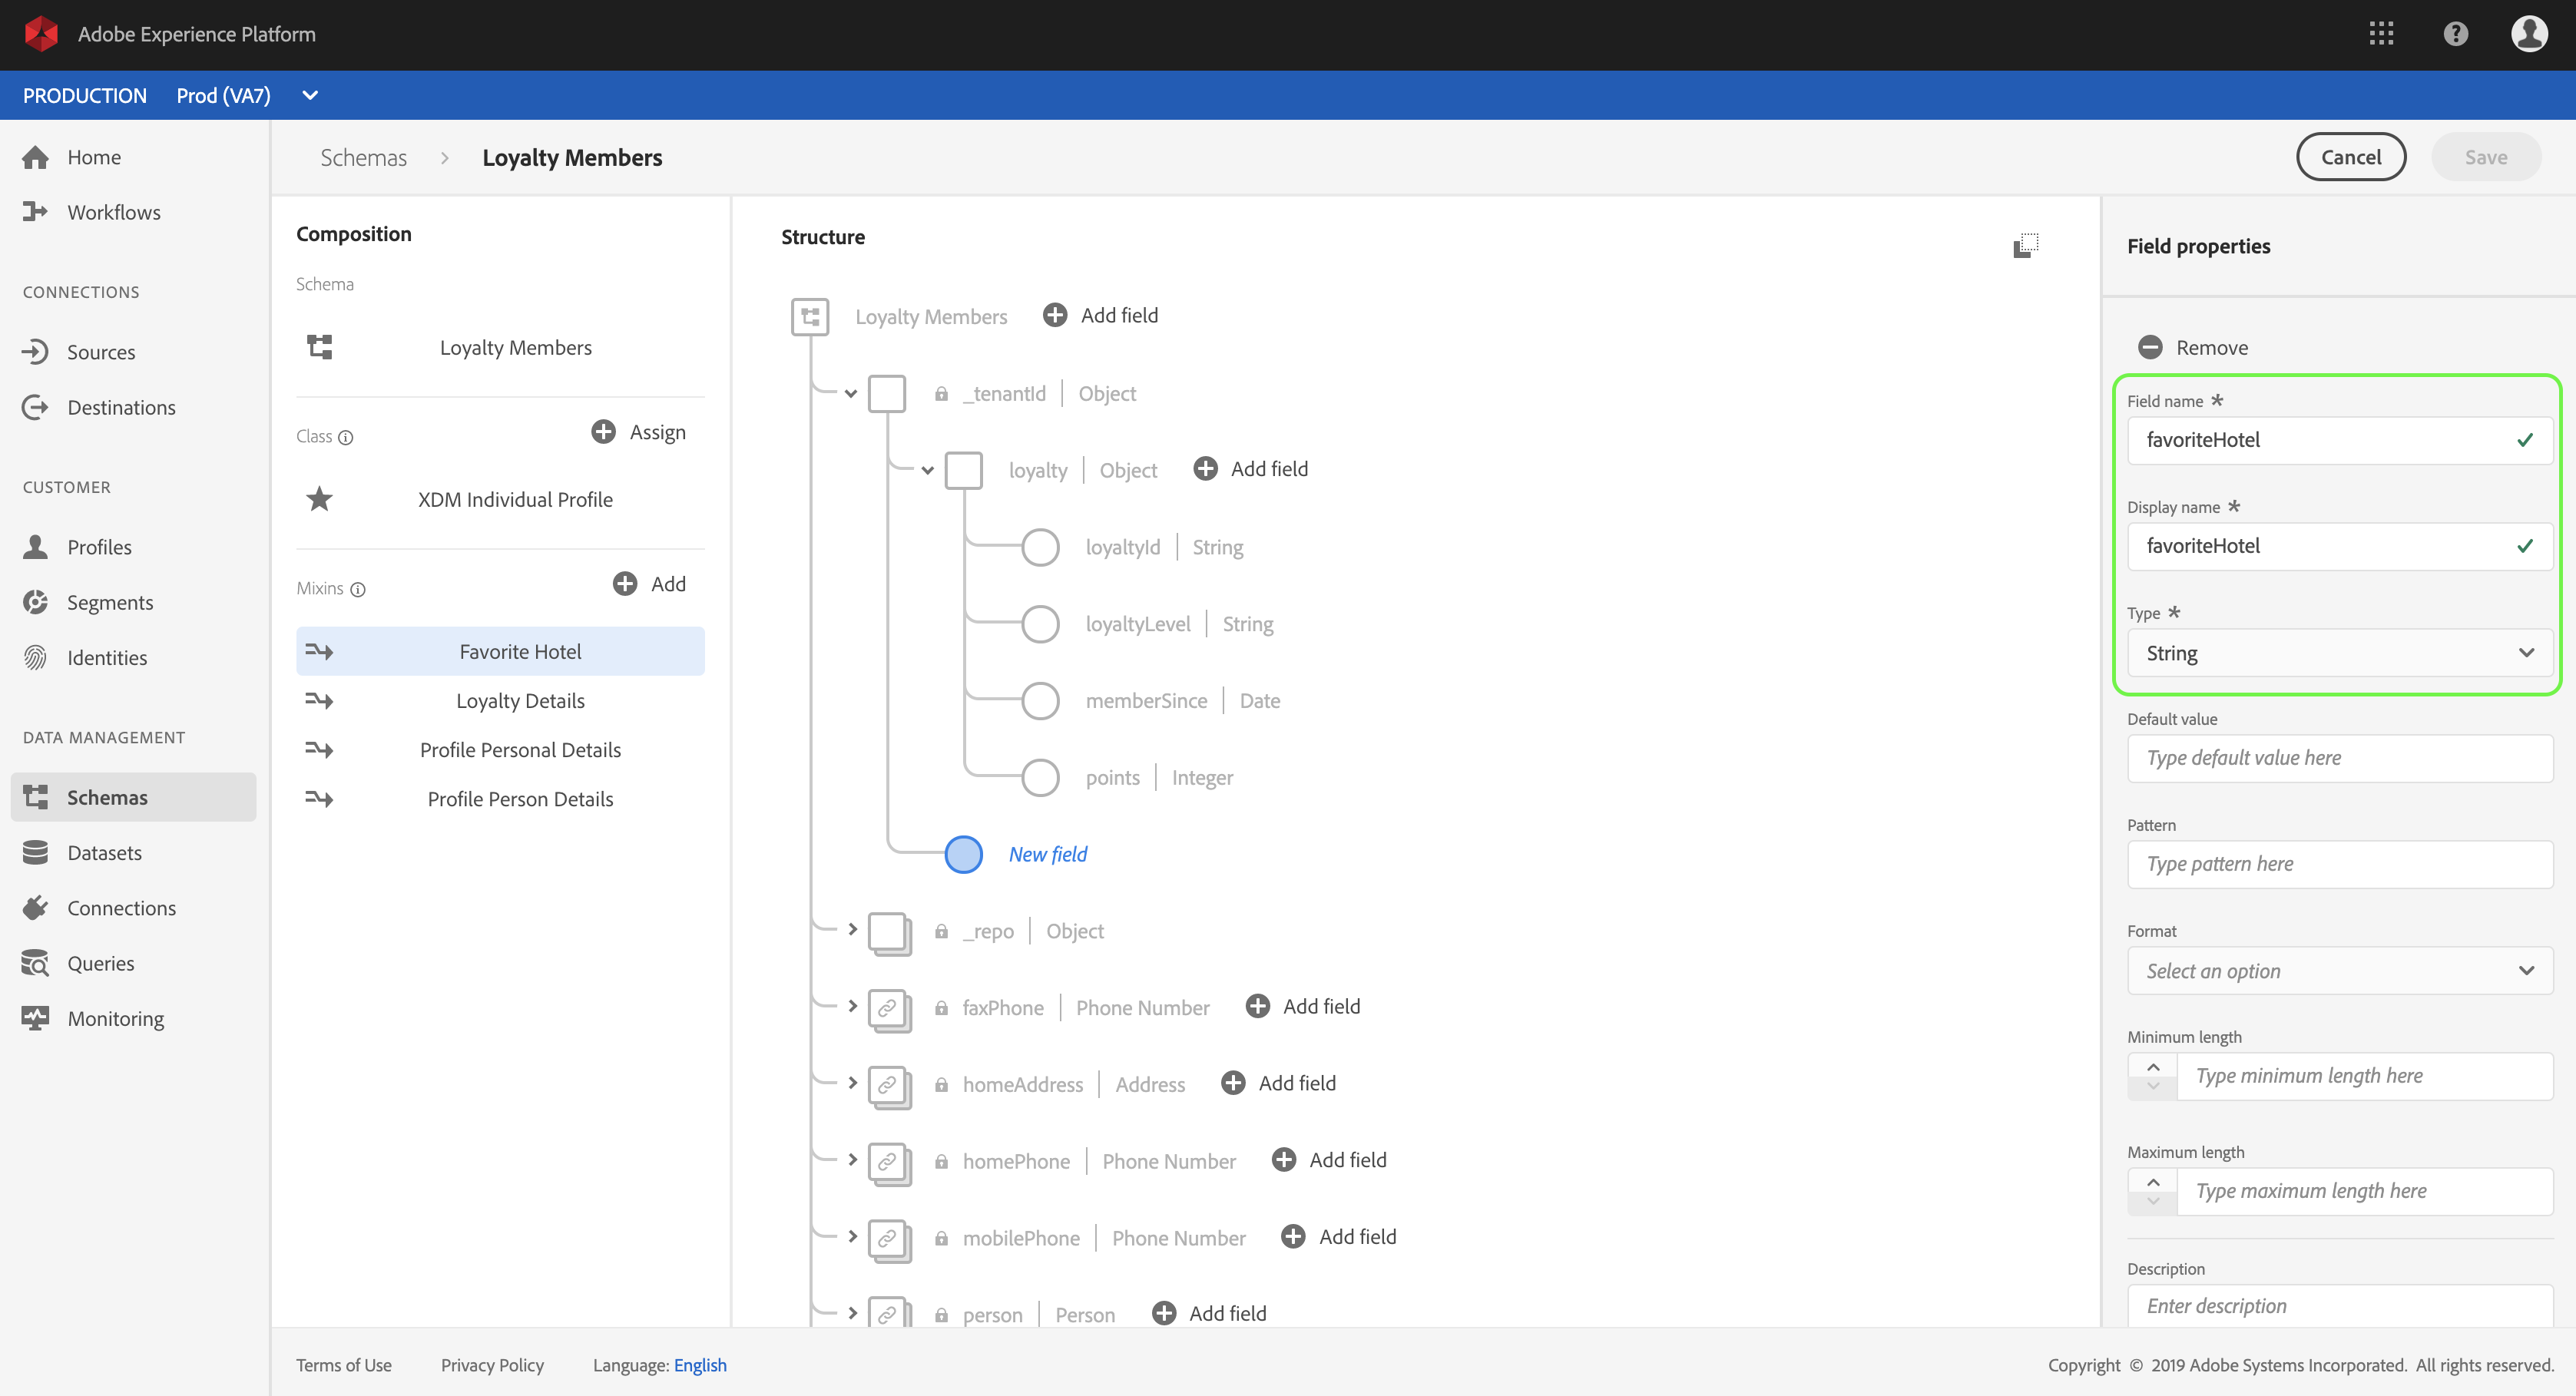 Adobe Experience Platform
PRODUCTION Prod (VA7)
Home
Workflows
CONNECTIONS
Sources
Destinations
CUSTOMER
Profiles
Segments
Identities
DATA MANAGEMENT
Schemas
Datasets
Connections
Queries
Monitoring
Schemas > Loyalty Members
Cancel
Save
Composition
Schema
Loyalty Members
Class
Assign
XDM Individual Profile
Mixins
Add
Favorite Hotel
Loyalty Details
Profile Personal Details
Profile Person Details
Structure
Loyalty Members Add field
_tenantId | Object
loyalty | Object Add field
loyaltyId | String
loyaltyLevel | String
memberSince | Date
points | Integer
New field
_repo | Object
faxPhone | Phone Number Add field
homeAddress | Address Add field
homePhone | Phone Number Add field
mobilePhone | Phone Number Add field
person | Person Add field
Field properties
Remove
Field name *
favoriteHotel
Display name *
favoriteHotel
Type *
String
Default value
Type default value here
Pattern
Type pattern here
Format
Select an option
Minimum length
Type minimum length here
Maximum length
Type maximum length here
Description
Enter description
Terms of Use Privacy Policy Language: English
Copyright © 2019 Adobe Systems Incorporated. All rights reserved.